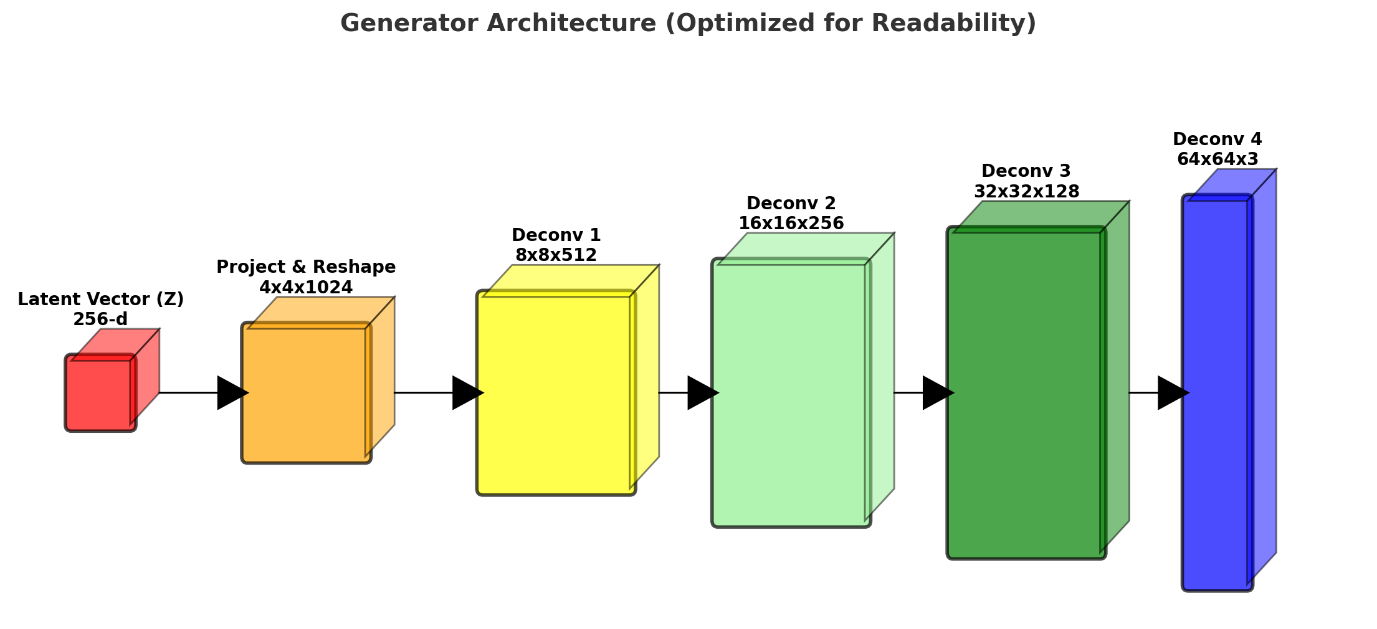 Generator Architecture (Optimized for Readability)
Latent Vector (Z)
256-d
Project & Reshape
4x4x1024
Deconv 1
8x8x512
Deconv 2
16x16x256
Deconv 3
32x32x128
Deconv 4
64x64x3